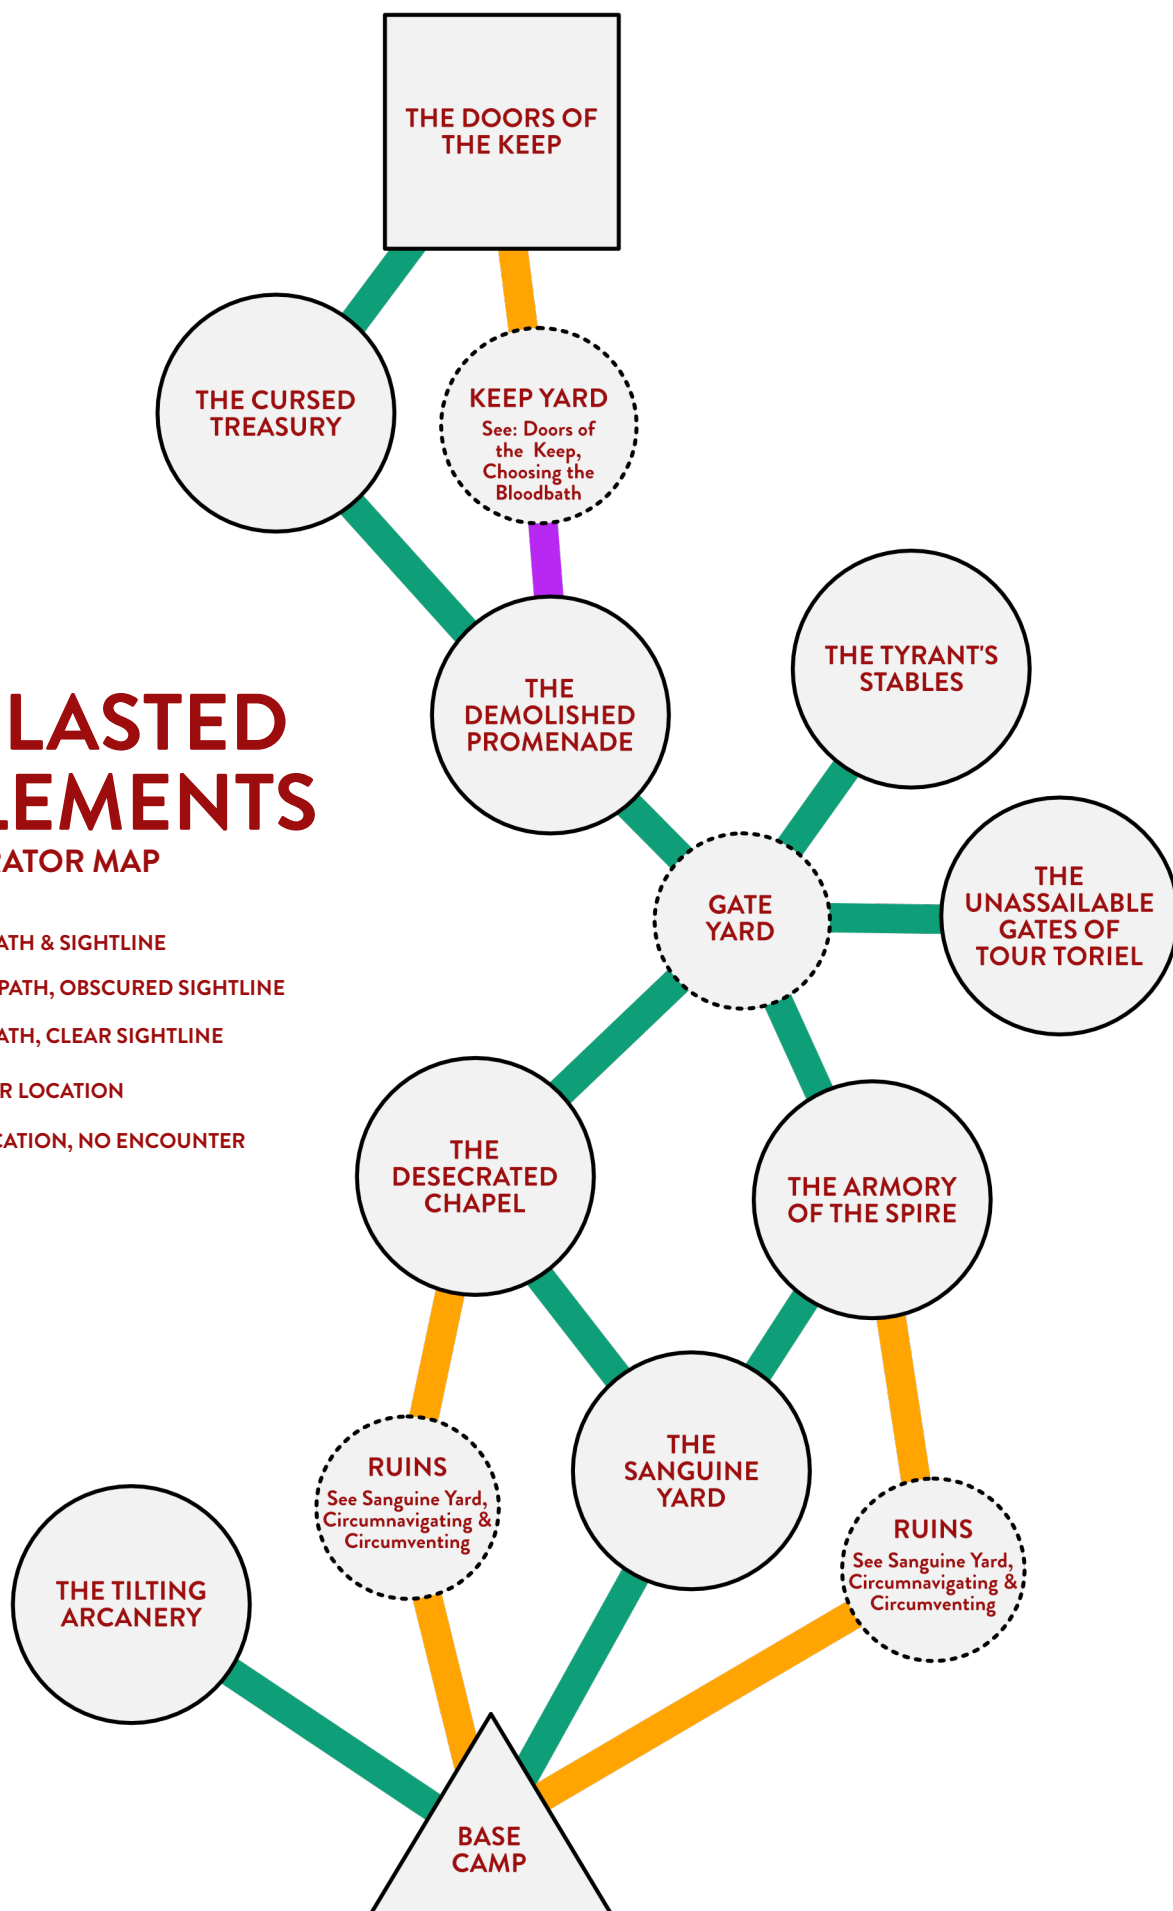 THE DOORS OF
THE KEEP
THE CURSED
TREASURY
KEEP YARD
See: Doors of
the Keep,
Choosing the
Bloodbath
THE
DEMOLISHED
PROMENADE
THE TYRANT'S
STABLES
LASTED
LEMENTS
RATOR MAP
ATH & SIGHTLINE
PATH, OBSCURED SIGHTLINE
ATH, CLEAR SIGHTLINE
R LOCATION
CATION, NO ENCOUNTER
GATE
YARD
THE
UNASSAILABLE
GATES OF
TOUR TORIEL
THE
DESECRATED
CHAPEL
THE ARMORY
OF THE SPIRE
RUINS
See Sanguine Yard,
Circumnavigating &
Circumventing
THE
SANGUINE
YARD
RUINS
See Sanguine Yard,
Circumnavigating &
Circumventing
THE TILTING
ARCANERY
BASE
CAMP